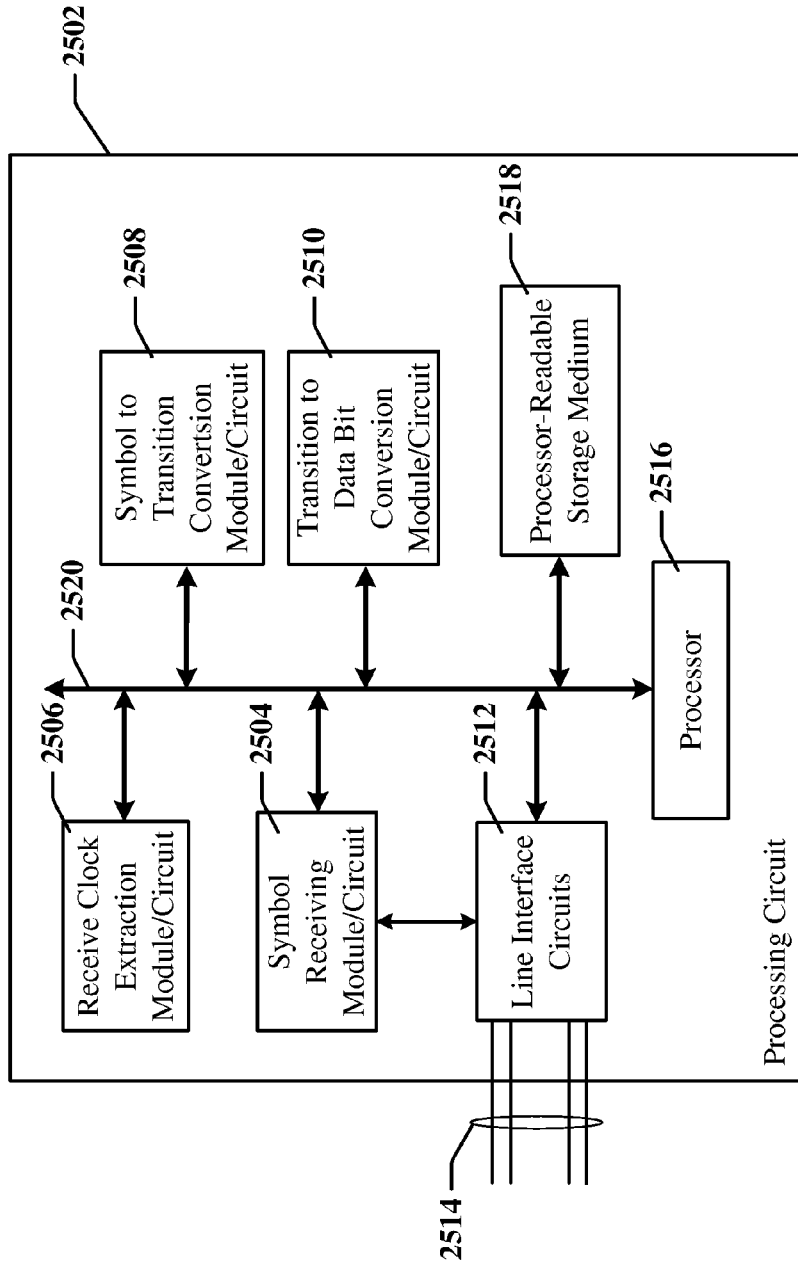 2502
2506
Receive Clock
Extraction
Module/Circuit
2520
2508
Symbol to
Transition
Convertsion
Module/Circuit
2504
Symbol
Receiving
Module/Circuit
2510
Transition to
Data Bit
Conversion
Module/Circuit
2514
2512
Line Interface
Circuits
2518
Processor-Readable
Storage Medium
2516
Processor
Processing Circuit